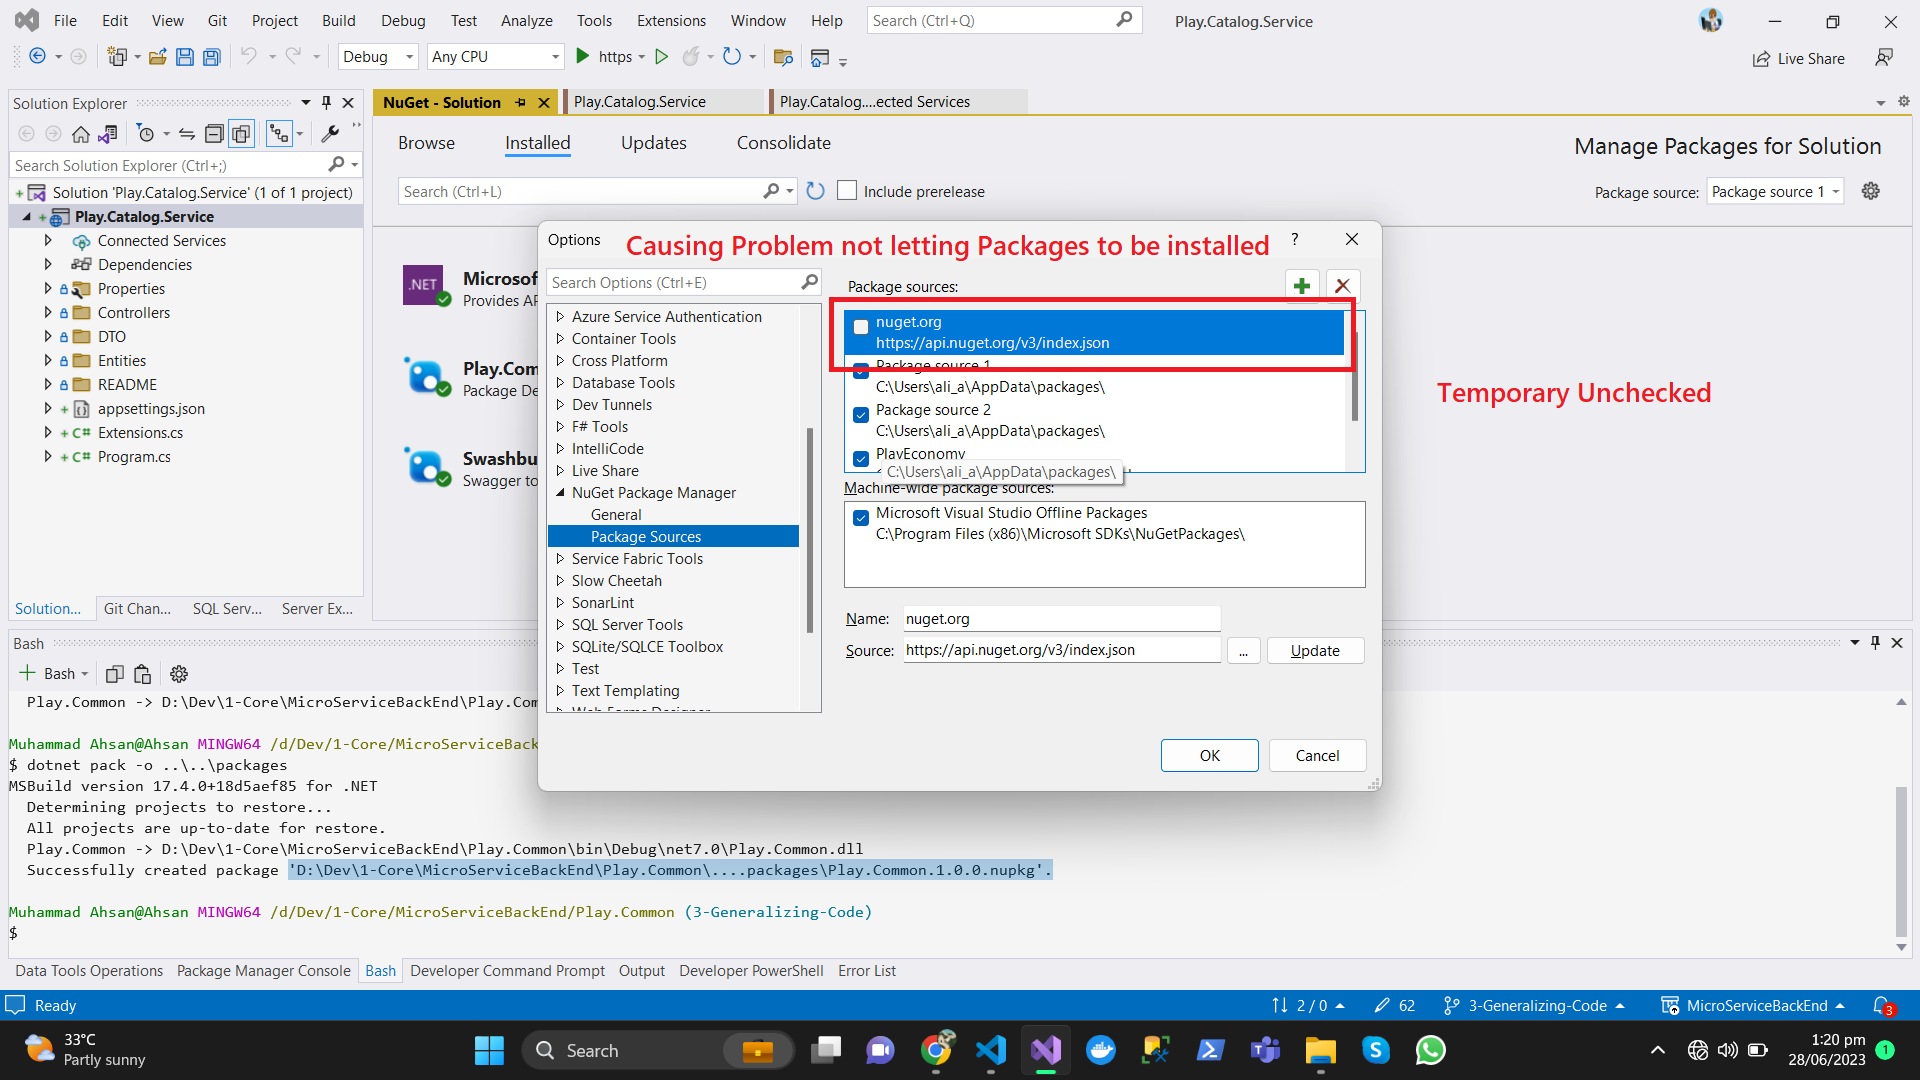 File Edit View Git Project Build Debug Test Analyze Tools Extensions Window Help Search (Ctrl+Q) Play.Catalog.Service
Debug Any CPU https Live Share
Solution Explorer
Search Solution Explorer (Ctrl+;)
Solution 'Play.Catalog.Service' (1 of 1 project)
Play.Catalog.Service
Connected Services
Dependencies
Properties
Controllers
DTO
Entities
README
appsettings.json
C# Extensions.cs
C# Program.cs
Solution... Git Chan... SQL Serv... Server Ex...
NuGet - Solution Play.Catalog.Service Play.Catalog....ected Services
Browse Installed Updates Consolidate
Manage Packages for Solution
Search (Ctrl+L) Include prerelease
Package source: Package source 1
.NET
Microsof
Provides AP
Play.Com
Package De
Swashbu
Swagger to
Options
Causing Problem not letting Packages to be installed
?
Search Options (Ctrl+E)
Azure Service Authentication
Container Tools
Cross Platform
Database Tools
Dev Tunnels
F# Tools
IntelliCode
Live Share
NuGet Package Manager
General
Package Sources
Service Fabric Tools
Slow Cheetah
SonarLint
SQL Server Tools
SQLite/SQLCE Toolbox
Test
Text Templating
Web Forms Designer
Package sources:
nuget.org
https://api.nuget.org/v3/index.json
Package source 1
C:\Users\ali_a\AppData\packages\
Package source 2
C:\Users\ali_a\AppData\packages\
PlayEconomy
C:\Users\ali_a\AppData\packages\
Machine-wide package sources:
Microsoft Visual Studio Offline Packages
C:\Program Files (x86)\Microsoft SDKs\NuGetPackages\
Name: nuget.org
Source: https://api.nuget.org/v3/index.json ... Update
OK Cancel
Temporary Unchecked
Bash
Bash
Play.Common -> D:\Dev\1-Core\MicroServiceBackEnd\Play.Com
Muhammad Ahsan@Ahsan MINGW64 /d/Dev/1-Core/MicroServiceBack
$ dotnet pack -o ..\..\packages
MSBuild version 17.4.0+18d5aef85 for .NET
Determining projects to restore...
All projects are up-to-date for restore.
Play.Common -> D:\Dev\1-Core\MicroServiceBackEnd\Play.Common\bin\Debug\net7.0\Play.Common.dll
Successfully created package 'D:\Dev\1-Core\MicroServiceBackEnd\Play.Common\....packages\Play.Common.1.0.0.nupkg'.
Muhammad Ahsan@Ahsan MINGW64 /d/Dev/1-Core/MicroServiceBackEnd/Play.Common (3-Generalizing-Code)
$
Data Tools Operations Package Manager Console Bash Developer Command Prompt Output Developer PowerShell Error List
Ready 2 / 0 62 3-Generalizing-Code MicroServiceBackEnd 3
33°C
Partly sunny
Search
1:20 pm
28/06/2023
1